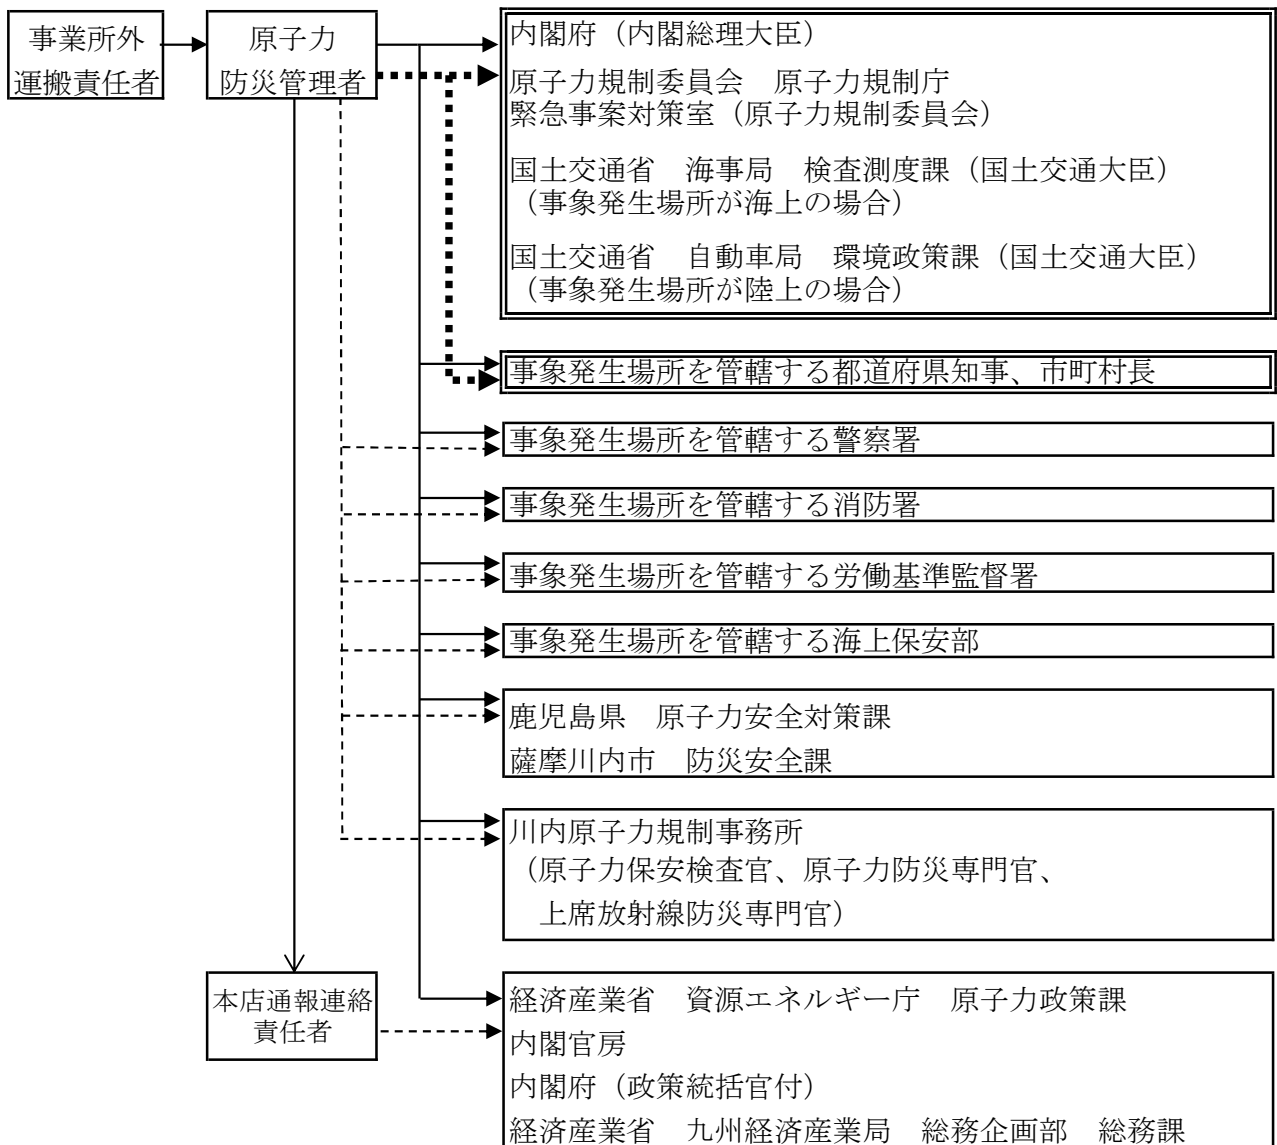 事業所外
運搬責任者
原子力
防災管理者
内閣府（内閣総理大臣）
原子力規制委員会　原子力規制庁
緊急事案対策室（原子力規制委員会）
国土交通省　海事局　検査測度課（国土交通大臣）
（事象発生場所が海上の場合）
国土交通省　自動車局　環境政策課（国土交通大臣）
（事象発生場所が陸上の場合）
事象発生場所を管轄する都道府県知事、市町村長
事象発生場所を管轄する警察署
事象発生場所を管轄する消防署
事象発生場所を管轄する労働基準監督署
事象発生場所を管轄する海上保安部
鹿児島県　原子力安全対策課
薩摩川内市　防災安全課
川内原子力規制事務所
（原子力保安検査官、原子力防災専門官、
上席放射線防災専門官）
本店通報連絡
責任者
経済産業省　資源エネルギー庁　原子力政策課
内閣官房
内閣府（政策統括官付）
経済産業省　九州経済産業局　総務企画部　総務課